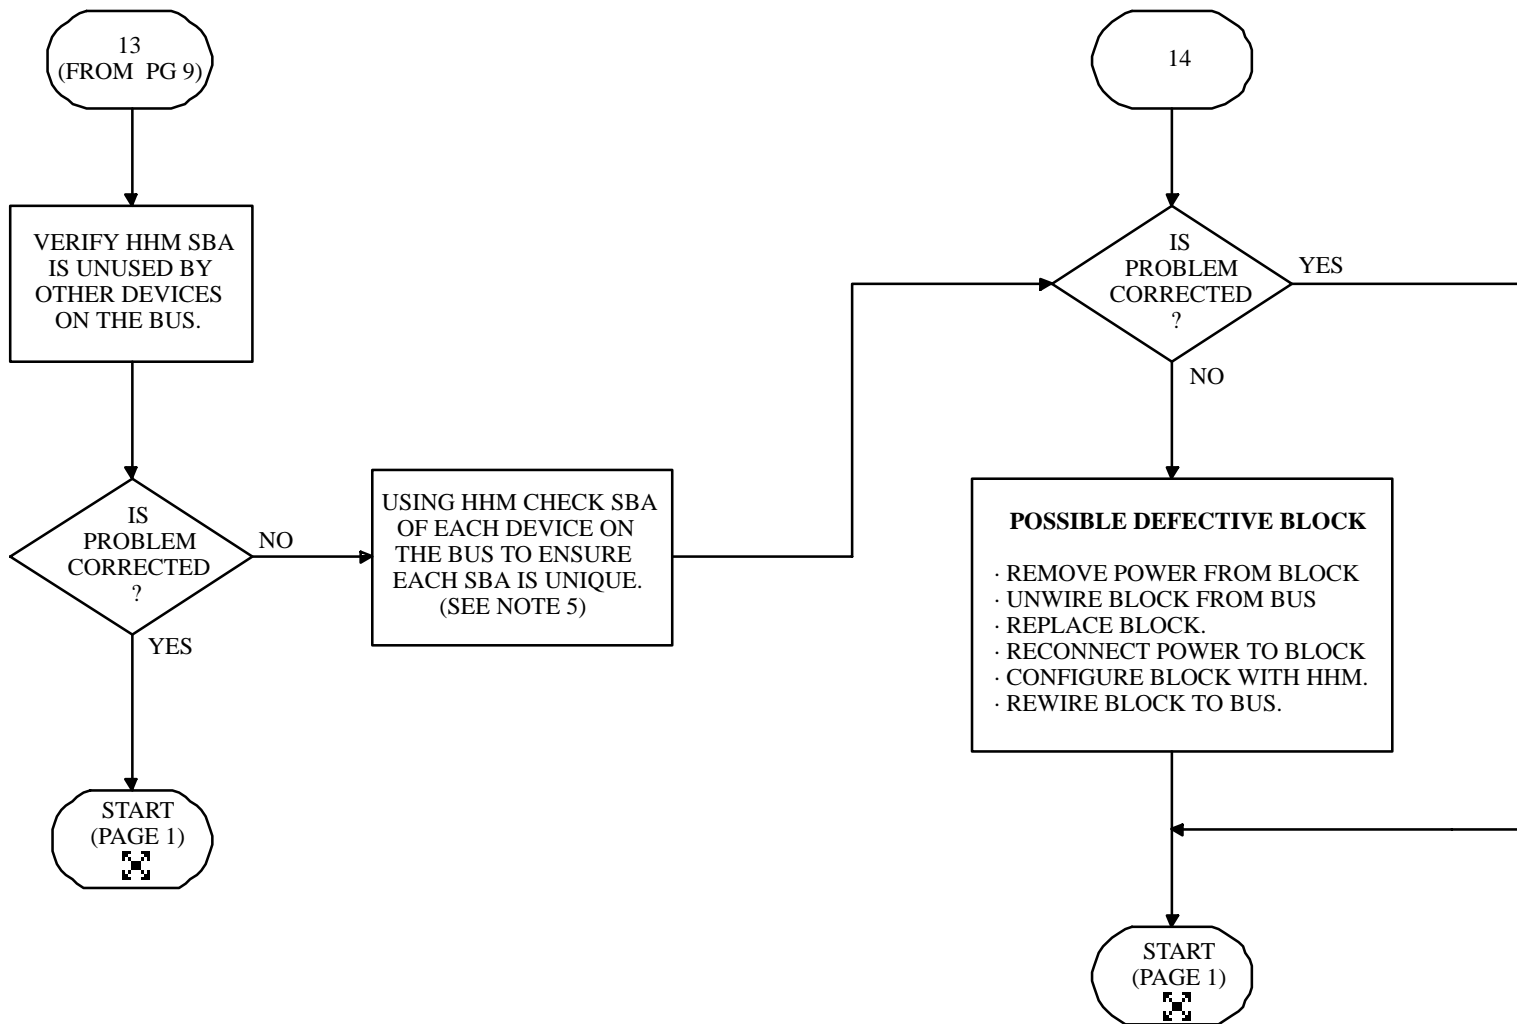 13
(FROM PG 9)
VERIFY HHM SBA
IS UNUSED BY
OTHER DEVICES
ON THE BUS.
IS
PROBLEM
CORRECTED
?
NO
YES
START
(PAGE 1)
USING HHM CHECK SBA
OF EACH DEVICE ON
THE BUS TO ENSURE
EACH SBA IS UNIQUE.
(SEE NOTE 5)
14
IS
PROBLEM
CORRECTED
?
YES
NO
POSSIBLE DEFECTIVE BLOCK
· REMOVE POWER FROM BLOCK
· UNWIRE BLOCK FROM BUS
· REPLACE BLOCK.
· RECONNECT POWER TO BLOCK
· CONFIGURE BLOCK WITH HHM.
· REWIRE BLOCK TO BUS.
START
(PAGE 1)